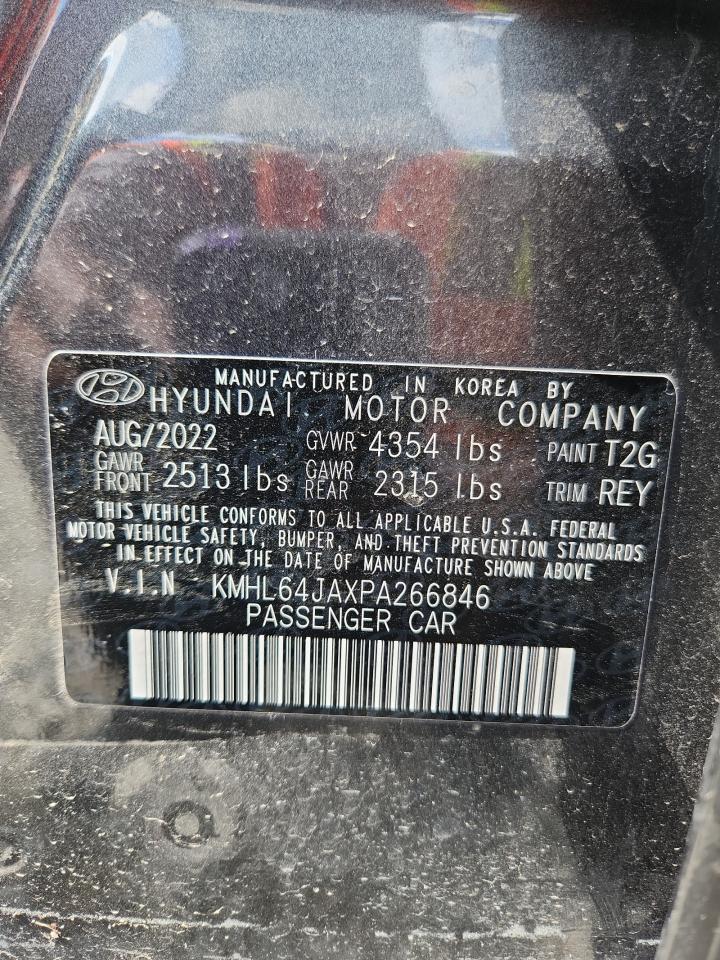 MANUFACTURED IN KOREA BY
HYUNDAI MOTOR COMPANY
AUG/2022 GVWR 4354 lbs PAINT T2G
GAWR FRONT 2513 lbs GAWR REAR 2315 lbs TRIM REY
THIS VEHICLE CONFORMS TO ALL APPLICABLE U.S.A. FEDERAL
MOTOR VEHICLE SAFETY, BUMPER, AND THEFT PREVENTION STANDARDS
IN EFFECT ON THE DATE OF MANUFACTURE SHOWN ABOVE
V.I.N KMHL64JAXPA266846
PASSENGER CAR